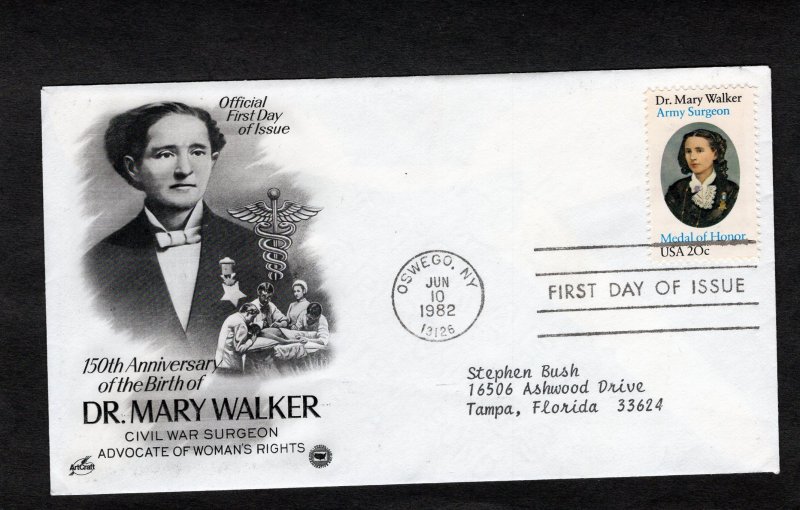 Official
First Day
of Issue
150th Anniversary
of the Birth of
DR. MARY WALKER
CIVIL WAR SURGEON
ADVOCATE OF WOMAN'S RIGHTS
ArtCraft
OSWEGO, NY
JUN
10
1982
13126
Dr. Mary Walker
Army Surgeon
Medal of Honor
USA 20c
FIRST DAY OF ISSUE
Stephen Bush
16506 Ashwood Drive
Tampa, Florida 33624